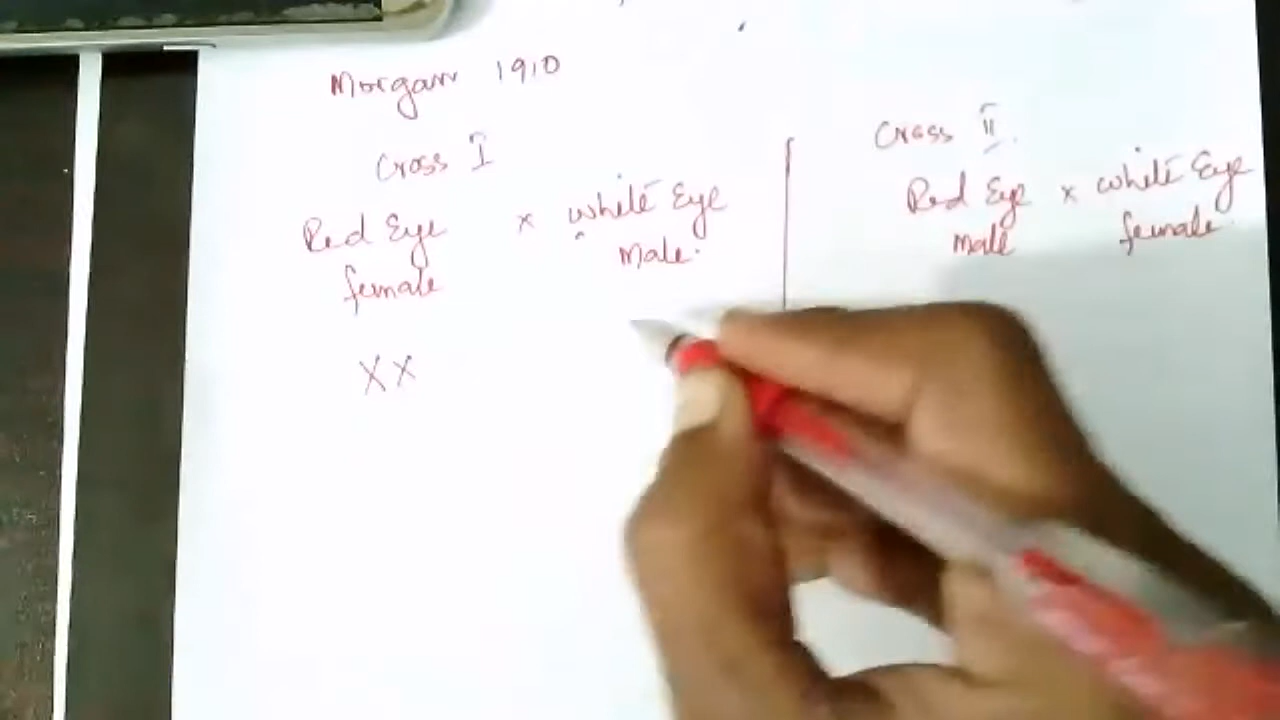 Morgan 1910
Cross I
Red Eye × white Eye
female male.
XX
Cross II.
Red Eye × white Eye
male female.